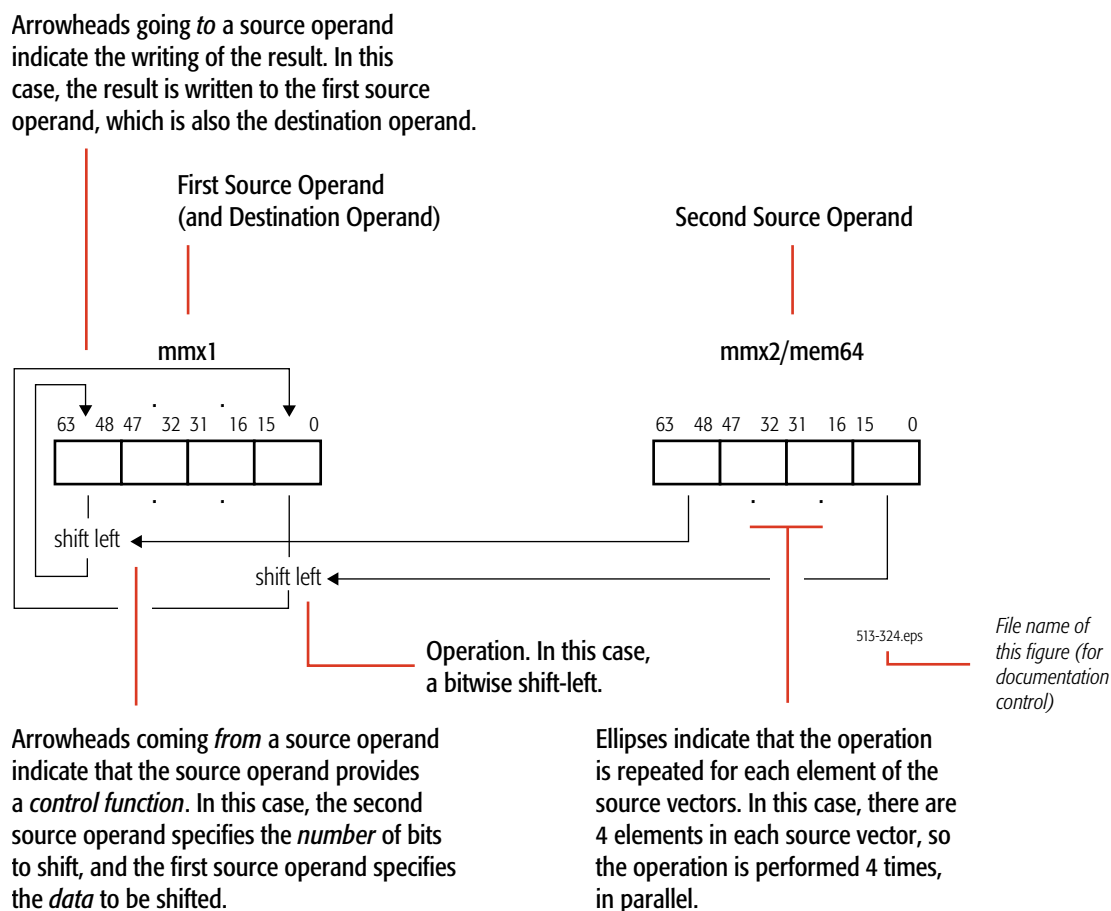 Arrowheads going to a source operand
indicate the writing of the result. In this
case, the result is written to the first source
operand, which is also the destination operand.
First Source Operand
(and Destination Operand)
Second Source Operand
mmx1
mmx2/mem64
. .
63 48 47 32 31 16 15 0
63 48 47 32 31 16 15 0
. .
. .
shift left
shift left
Operation. In this case,
a bitwise shift-left.
513-324.eps
File name of
this figure (for
documentation
control)
Arrowheads coming from a source operand
indicate that the source operand provides
a control function. In this case, the second
source operand specifies the number of bits
to shift, and the first source operand specifies
the data to be shifted.
Ellipses indicate that the operation
is repeated for each element of the
source vectors. In this case, there are
4 elements in each source vector, so
the operation is performed 4 times,
in parallel.